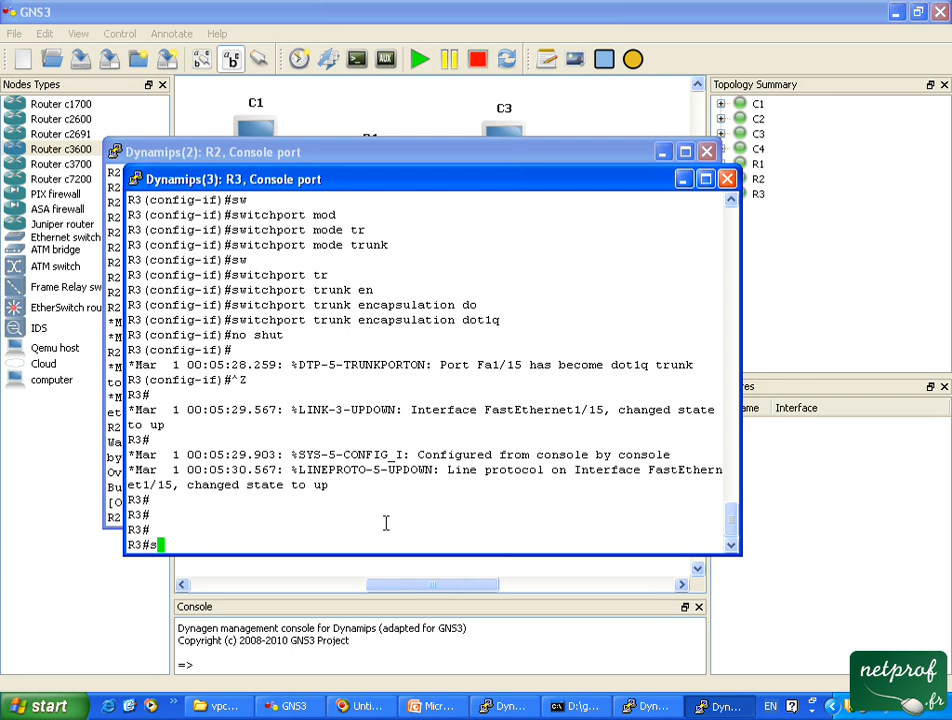 GNS3
File Edit View Control Annotate Help
Nodes Types
Router c1700
Router c2600
Router c2691
Router c3600
Router c3700
Router c7200
PIX firewall
ASA firewall
Juniper router
Ethernet switch
ATM bridge
ATM switch
Frame Relay sw
EtherSwitch rou
IDS
Qemu host
Cloud
computer
C1
C3
Topology Summary
C1
C2
C3
C4
R1
R2
R3
Dynamips(2): R2, Console port
Dynamips(3): R3, Console port
R3(config-if)#sw
R3(config-if)#switchport mod
R3(config-if)#switchport mode tr
R3(config-if)#switchport mode trunk
R3(config-if)#sw
R3(config-if)#switchport tr
R3(config-if)#switchport trunk en
R3(config-if)#switchport trunk encapsulation do
R3(config-if)#switchport trunk encapsulation dot1q
R3(config-if)#no shut
R3(config-if)#
*Mar  1 00:05:28.259: %DTP-5-TRUNKPORTON: Port Fa1/15 has become dot1q trunk
R3(config-if)#^Z
R3#
*Mar  1 00:05:29.567: %LINK-3-UPDOWN: Interface FastEthernet1/15, changed state
to up
R3#
*Mar  1 00:05:29.903: %SYS-5-CONFIG_I: Configured from console by console
*Mar  1 00:05:30.567: %LINEPROTO-5-UPDOWN: Line protocol on Interface FastEthern
et1/15, changed state to up
R3#
R3#
R3#
R3#s
Interface
Console
Dynagen management console for Dynamips (adapted for GNS3)
Copyright (c) 2008-2010 GNS3 Project
=>
start
vpc...
GNS3
Unti...
Micr...
Dyn...
D:\g...
Dyn...
Dyn...
EN
netprof
.fr